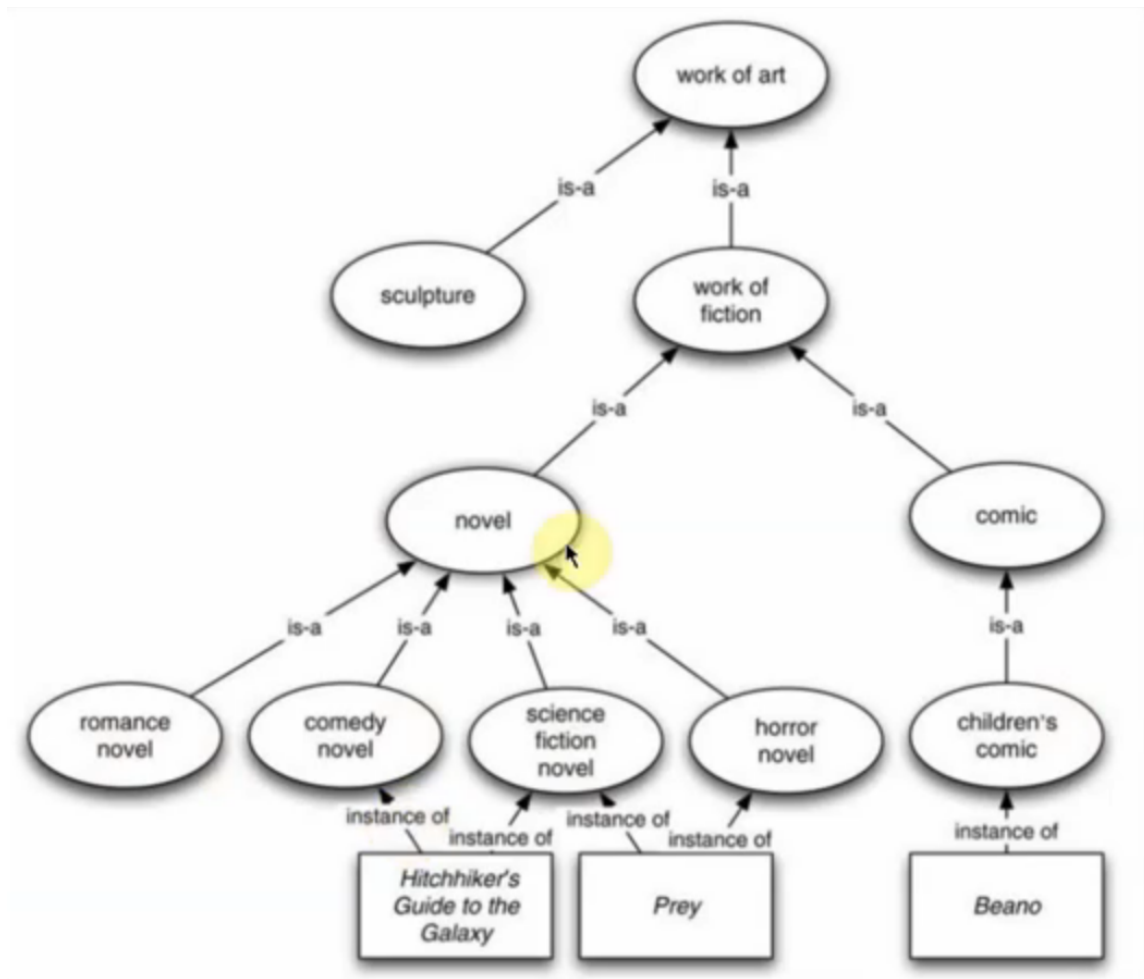 work of art
is-a
is-a
sculpture
work of
fiction
is-a
is-a
novel
comic
is-a
is-a
is-a
is-a
is-a
romance
novel
comedy
novel
science
fiction
novel
horror
novel
children's
comic
instance of
instance of
instance of
instance of
instance of
Hitchhiker's
Guide to the
Galaxy
Prey
Beano